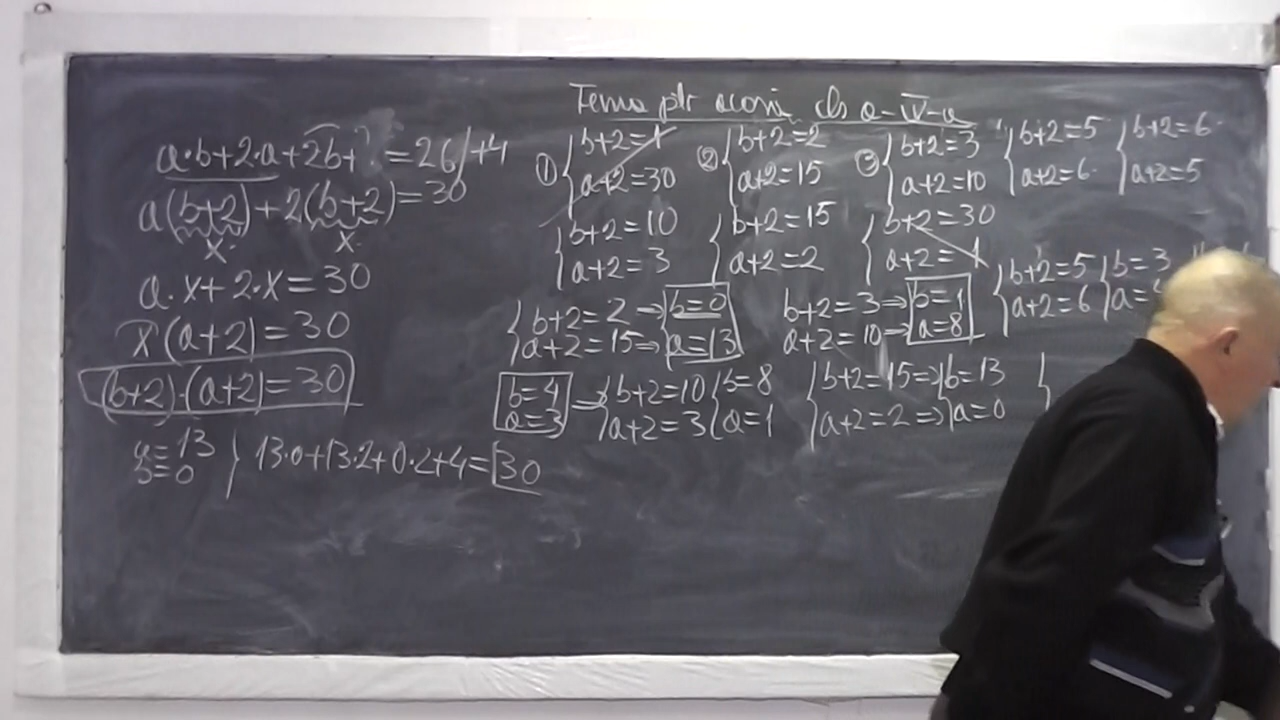 Tema ptr acasă cls a-IV-a
a·b+2·a+2b+?=26/+4
a(b+2)+2(b+2)=30
x x
a·x+2·x=30
x(a+2)=30
(b+2)·(a+2)=30
a=13
b=0
13·0+13·2+0·2+4=30
① b+2=1
a+2=30
② b+2=2
a+2=15
③ b+2=3
a+2=10
b+2=5
a+2=6
b+2=6
a+2=5
b+2=10
a+2=3
b+2=15
a+2=2
b+2=30
a+2=1
b+2=2 ⇒ b=0
a+2=15 ⇒ a=13
b+2=3 ⇒ b=1
a+2=10 ⇒ a=8
b+2=5 b=3
a+2=6 a=
b=4
a=3
⇒ b+2=10 b=8
a+2=3 a=1
b+2=15 ⇒ b=13
a+2=2 ⇒ a=0